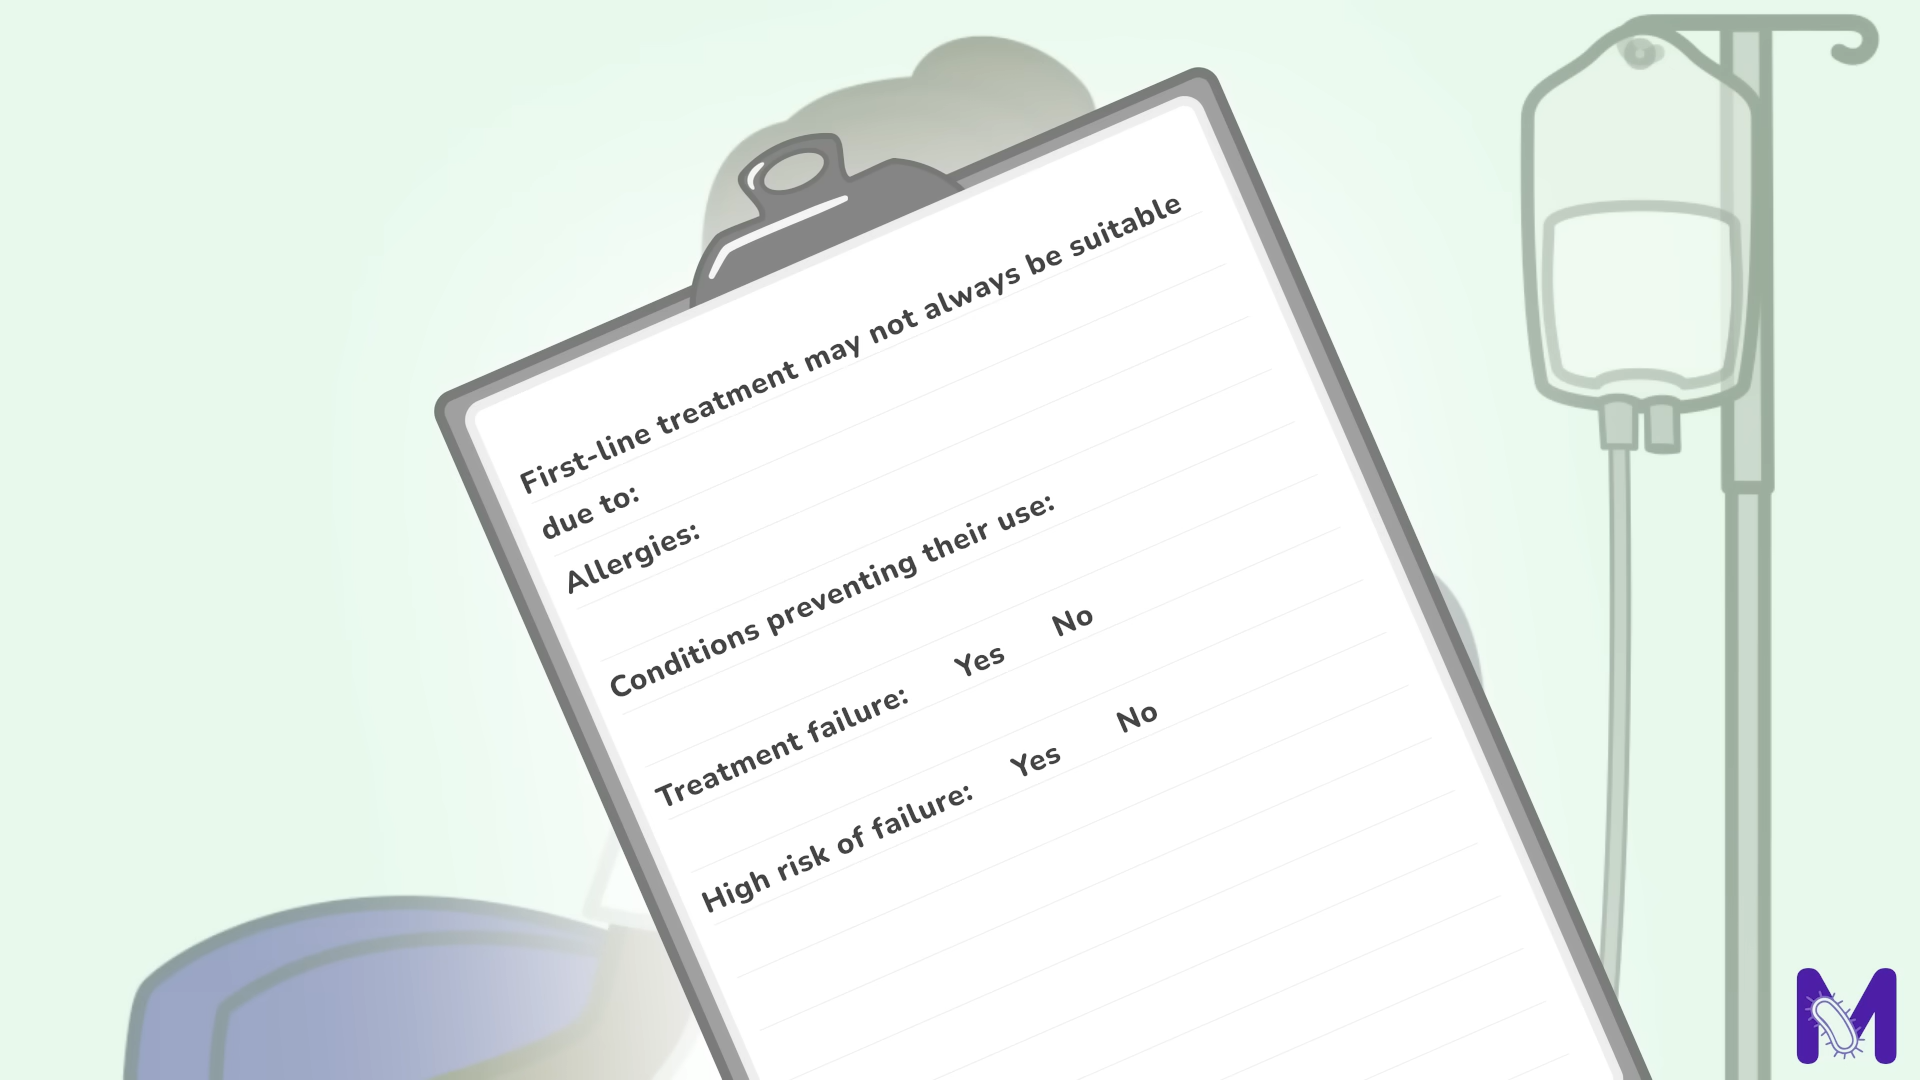 First-line treatment may not always be suitable
due to:
Allergies:
Conditions preventing their use:
Treatment failure: Yes No
High risk of failure: Yes No
M